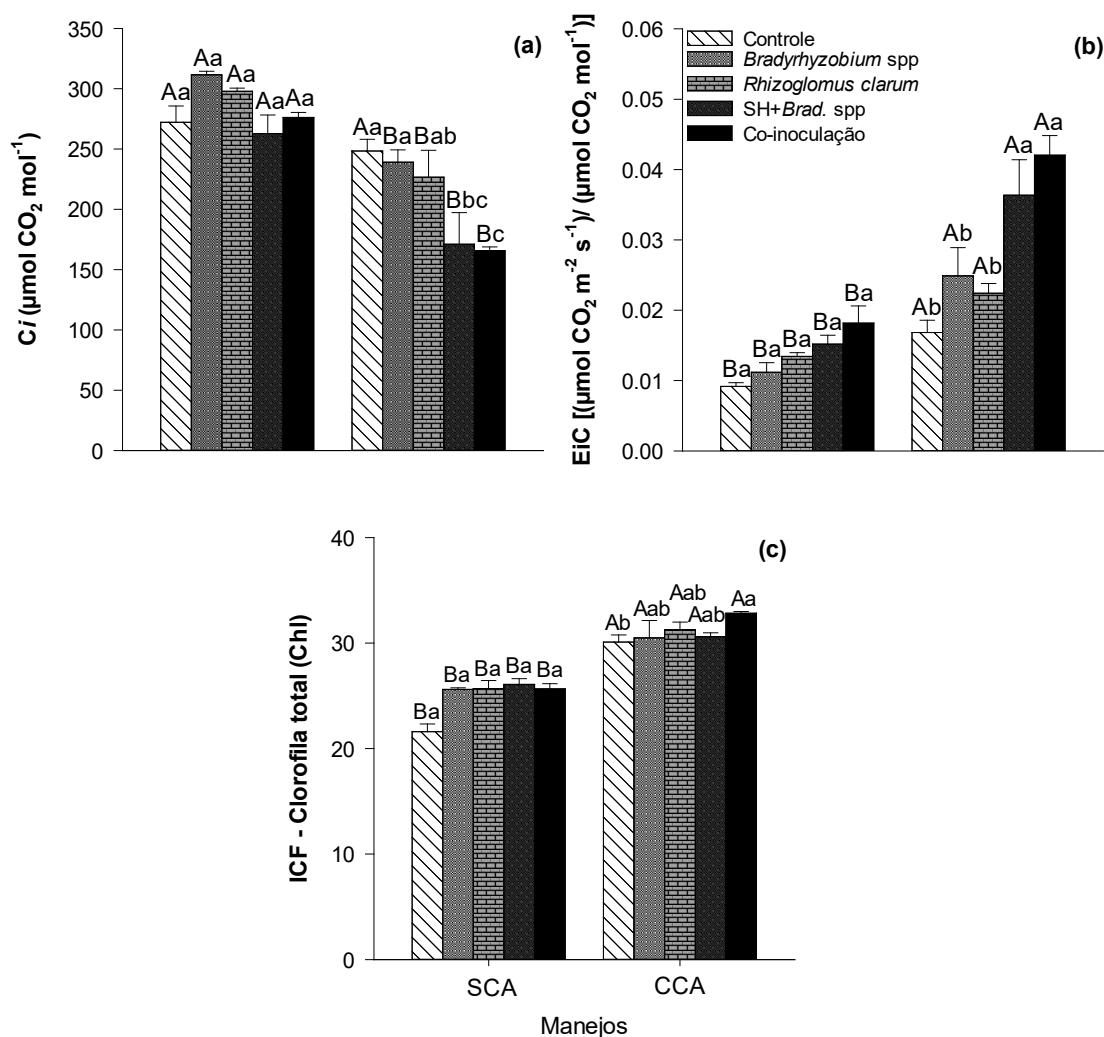 (a)
Ci (µmol CO₂ mol⁻¹)
350
300
250
200
150
100
50
0
Aa
Aa
Aa
Aa Aa
Aa
Ba
Bab
Bbc
Bc
(b)
EiC [(µmol CO₂ m⁻² s⁻¹)/ (µmol CO₂ mol⁻¹)]
0.06
0.05
0.04
0.03
0.02
0.01
0.00
Controle
Bradyrhyzobium spp
Rhizoglomus clarum
SH+Brad. spp
Co-inoculação
Ba
Ba
Ba
Ba
Ba
Ab
Ab
Ab
Aa
Aa
(c)
ICF - Clorofila total (Chl)
40
30
20
10
0
Ba
Ba
Ba
Ba
Ba
Ab
Aab
Aab
Aab
Aa
SCA
CCA
Manejos